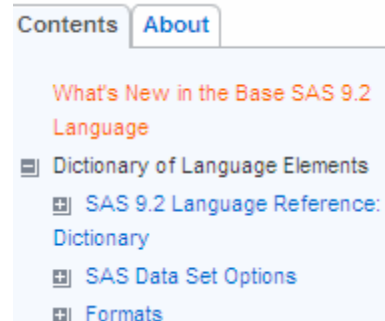 Contents About
What's New in the Base SAS 9.2
Language
Dictionary of Language Elements
SAS 9.2 Language Reference:
Dictionary
SAS Data Set Options
Formats